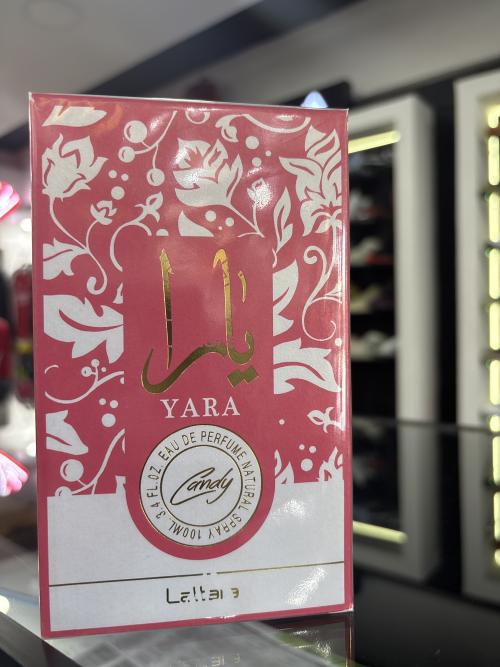 يارا
YARA
3.4 FL.OZ. EAU DE PERFUME NATURAL SPRAY 100ML
Candy
Lattafa